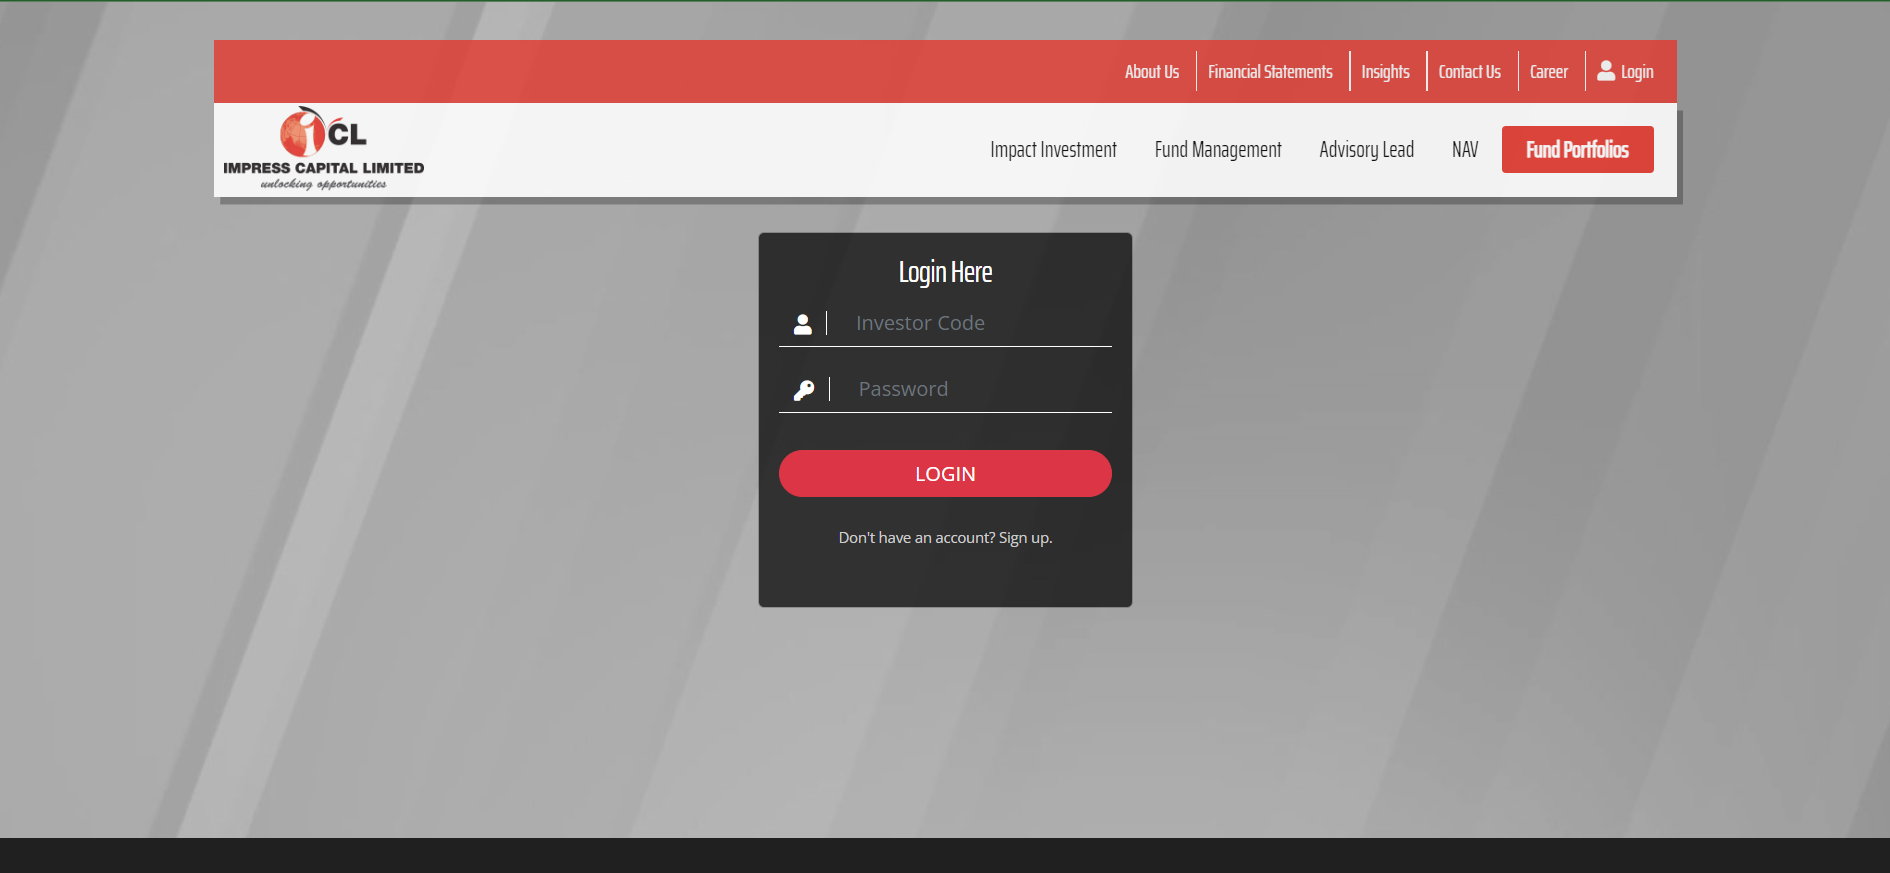 About Us Financial Statements Insights Contact Us Career Login
iCL
IMPRESS CAPITAL LIMITED
unlocking opportunities
Impact Investment Fund Management Advisory Lead NAV Fund Portfolios
Login Here
Investor Code
Password
LOGIN
Don't have an account? Sign up.